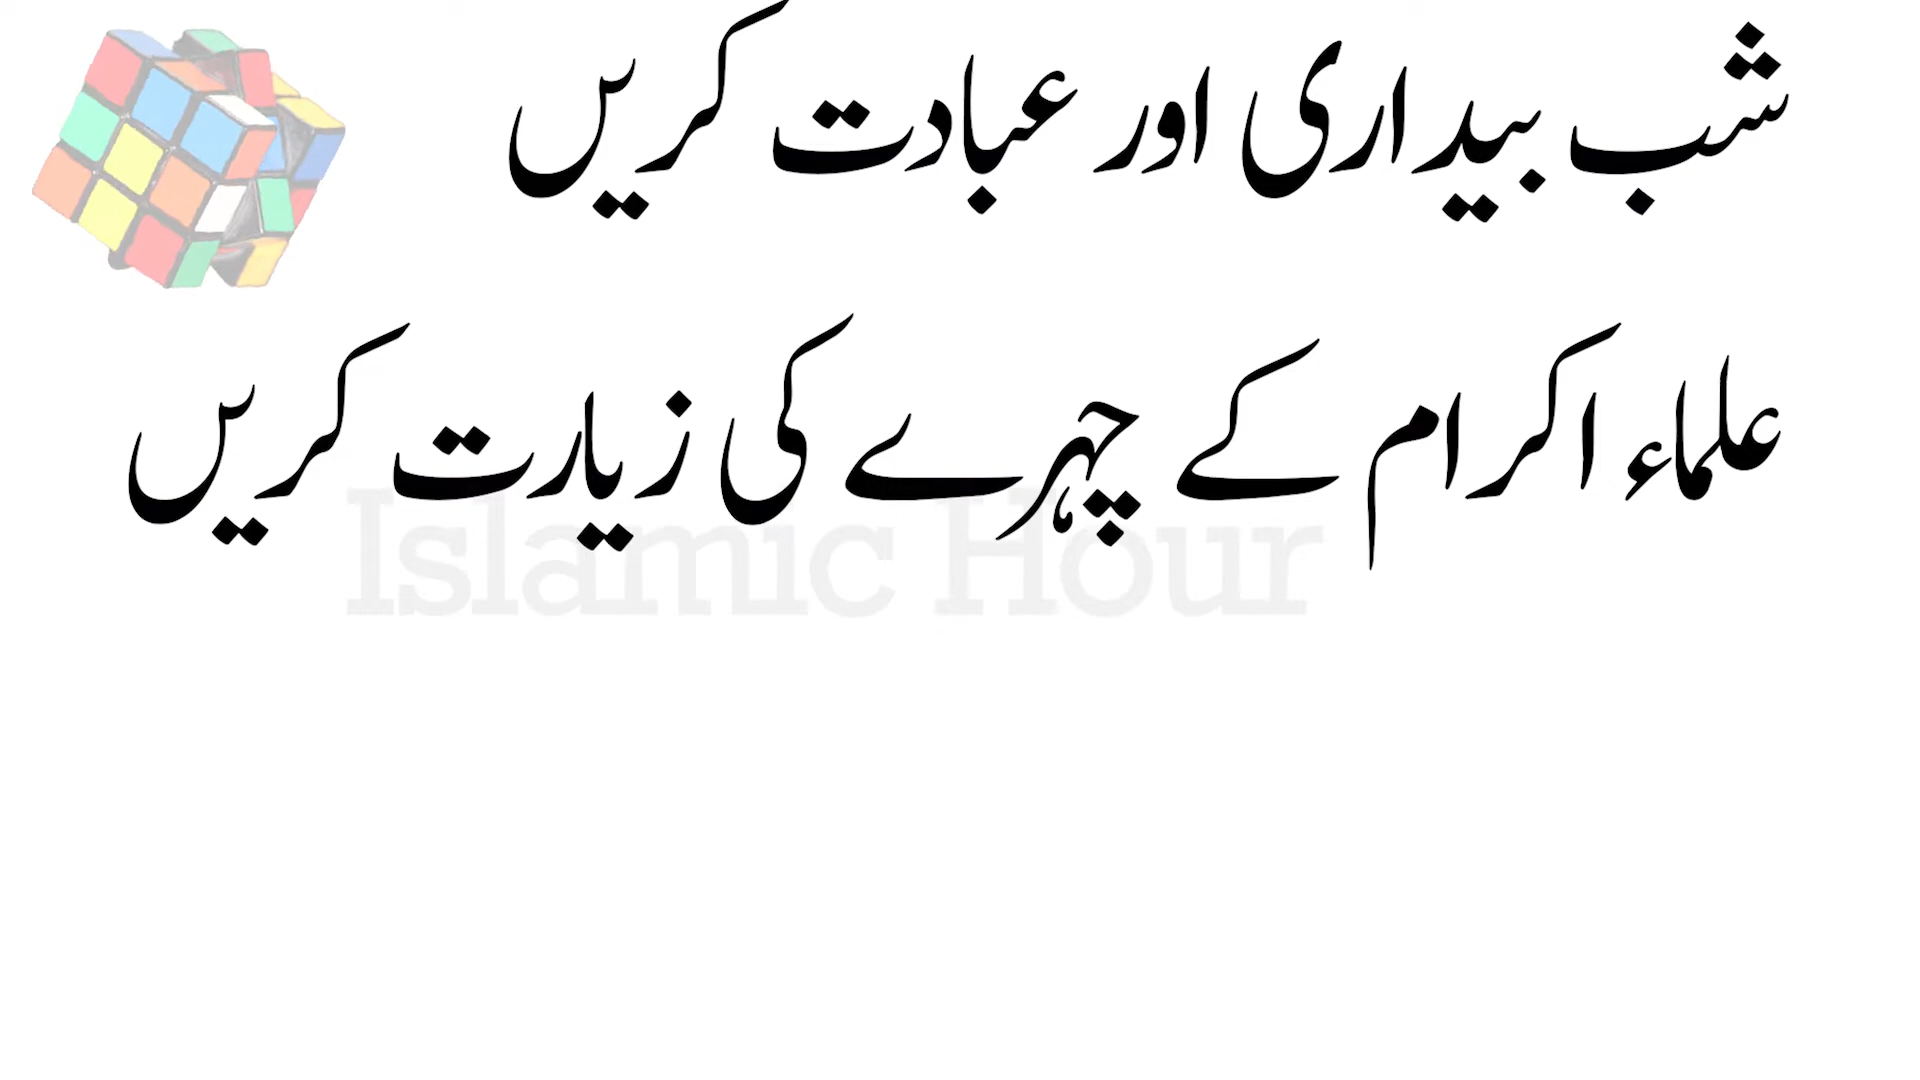 شب بیداری اور عبادت کریں
علماء اکرام کے چہرے کی زیارت کریں
Islamic Hour